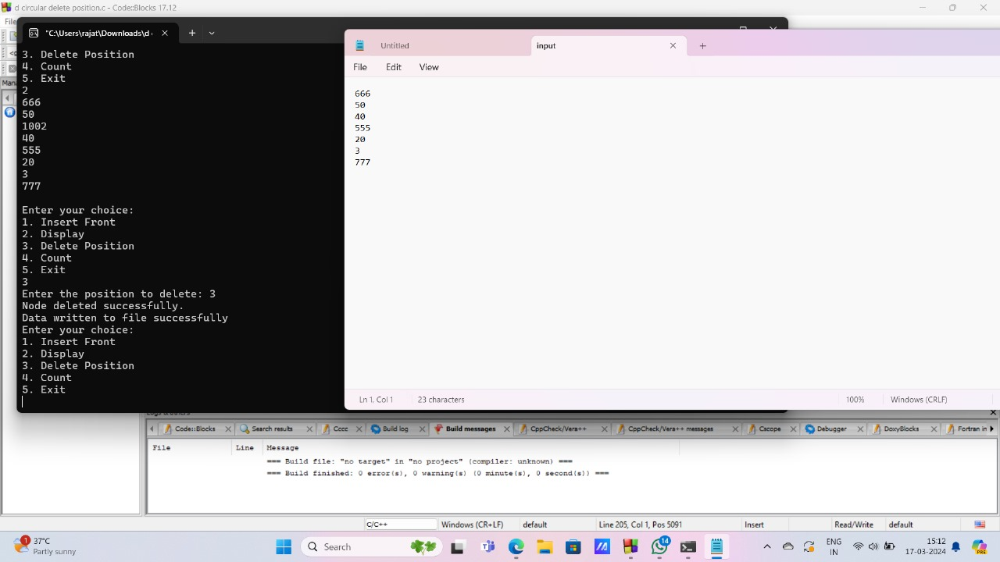 d circular delete position.c - Code::Blocks 17.12
File
"C:\Users\rajat\Downloads\d
3. Delete Position
4. Count
5. Exit
2
666
50
1002
40
555
20
3
777
Enter your choice:
1. Insert Front
2. Display
3. Delete Position
4. Count
5. Exit
3
Enter the position to delete: 3
Node deleted successfully.
Data written to file successfully
Enter your choice:
1. Insert Front
2. Display
3. Delete Position
4. Count
5. Exit
Untitled
input
File Edit View
666
50
40
555
20
3
777
Ln 1, Col 1 23 characters 100% Windows (CRLF)
Mana
Logs & others
Code::Blocks Search results Cccc Build log Build messages CppCheck/Vera++ CppCheck/Vera++ messages Cscope Debugger DoxyBlocks Fortran in
File Line Message
=== Build file: "no target" in "no project" (compiler: unknown) ===
=== Build finished: 0 error(s), 0 warning(s) (0 minute(s), 0 second(s)) ===
C/C++ Windows (CR+LF) default Line 205, Col 1, Pos 5091 Insert Read/Write default
1 37°C
Partly sunny
Search
14
ENG
IN
15:12
17-03-2024